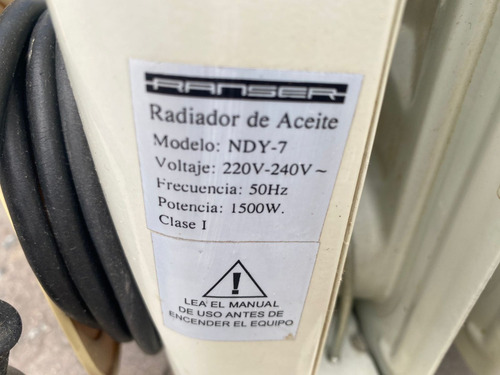 RANSER
Radiador de Aceite
Modelo: NDY-7
Voltaje: 220V-240V~
Frecuencia: 50Hz
Potencia: 1500W.
Clase I
LEA EL MANUAL
DE USO ANTES DE
ENCENDER EL EQUIPO